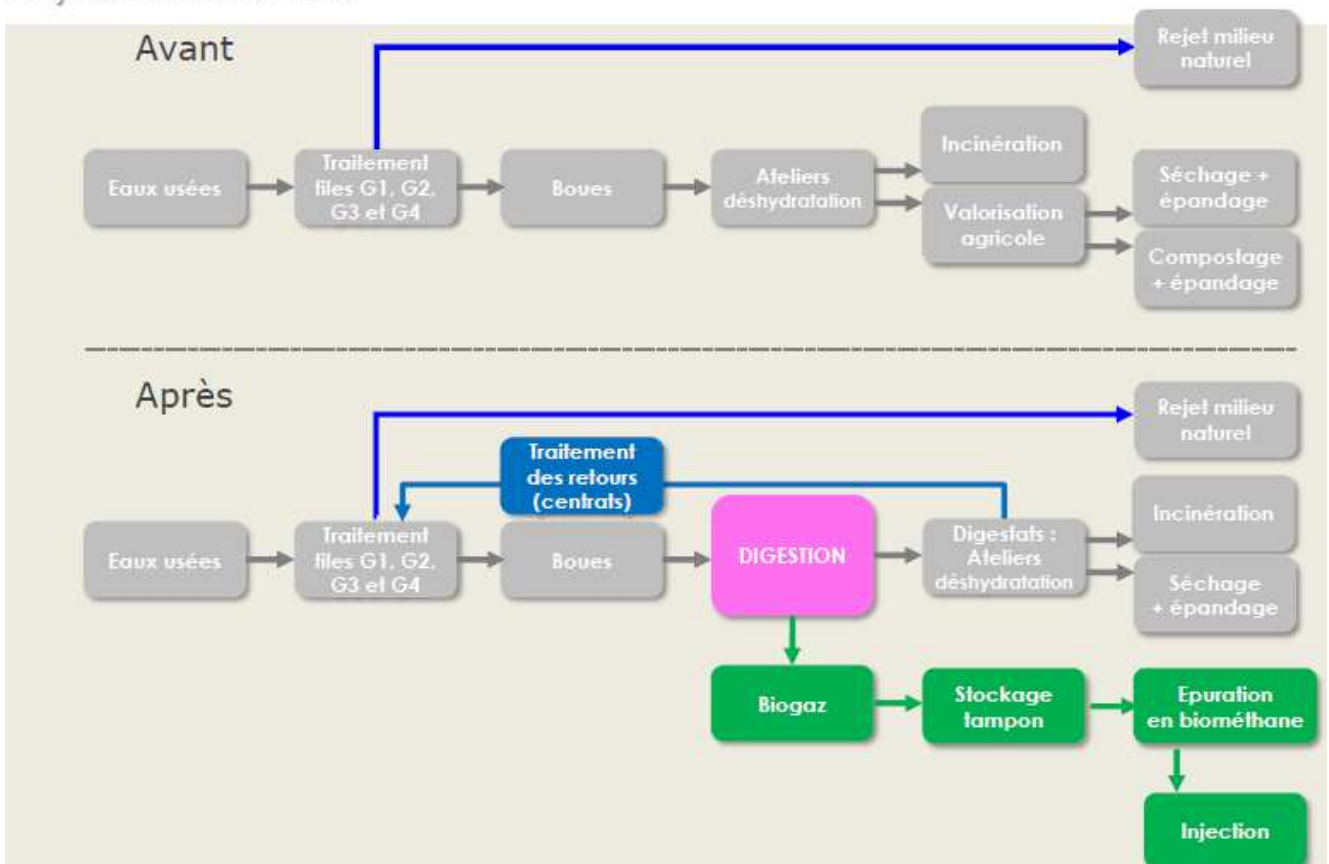 Avant
Rejet milieu
naturel
Eaux usées
Traitement
files G1, G2,
G3 et G4
Boues
Ateliers
déshydratation
Incinération
Valorisation
agricole
Séchage +
épandage
Compostage
+ épandage
Après
Rejet milieu
naturel
Traitement
des retours
(centrats)
Eaux usées
Traitement
files G1, G2,
G3 et G4
Boues
DIGESTION
Digestats :
Ateliers
déshydratation
Incinération
Séchage
+ épandage
Biogaz
Stockage
tampon
Epuration
en biométhane
Injection